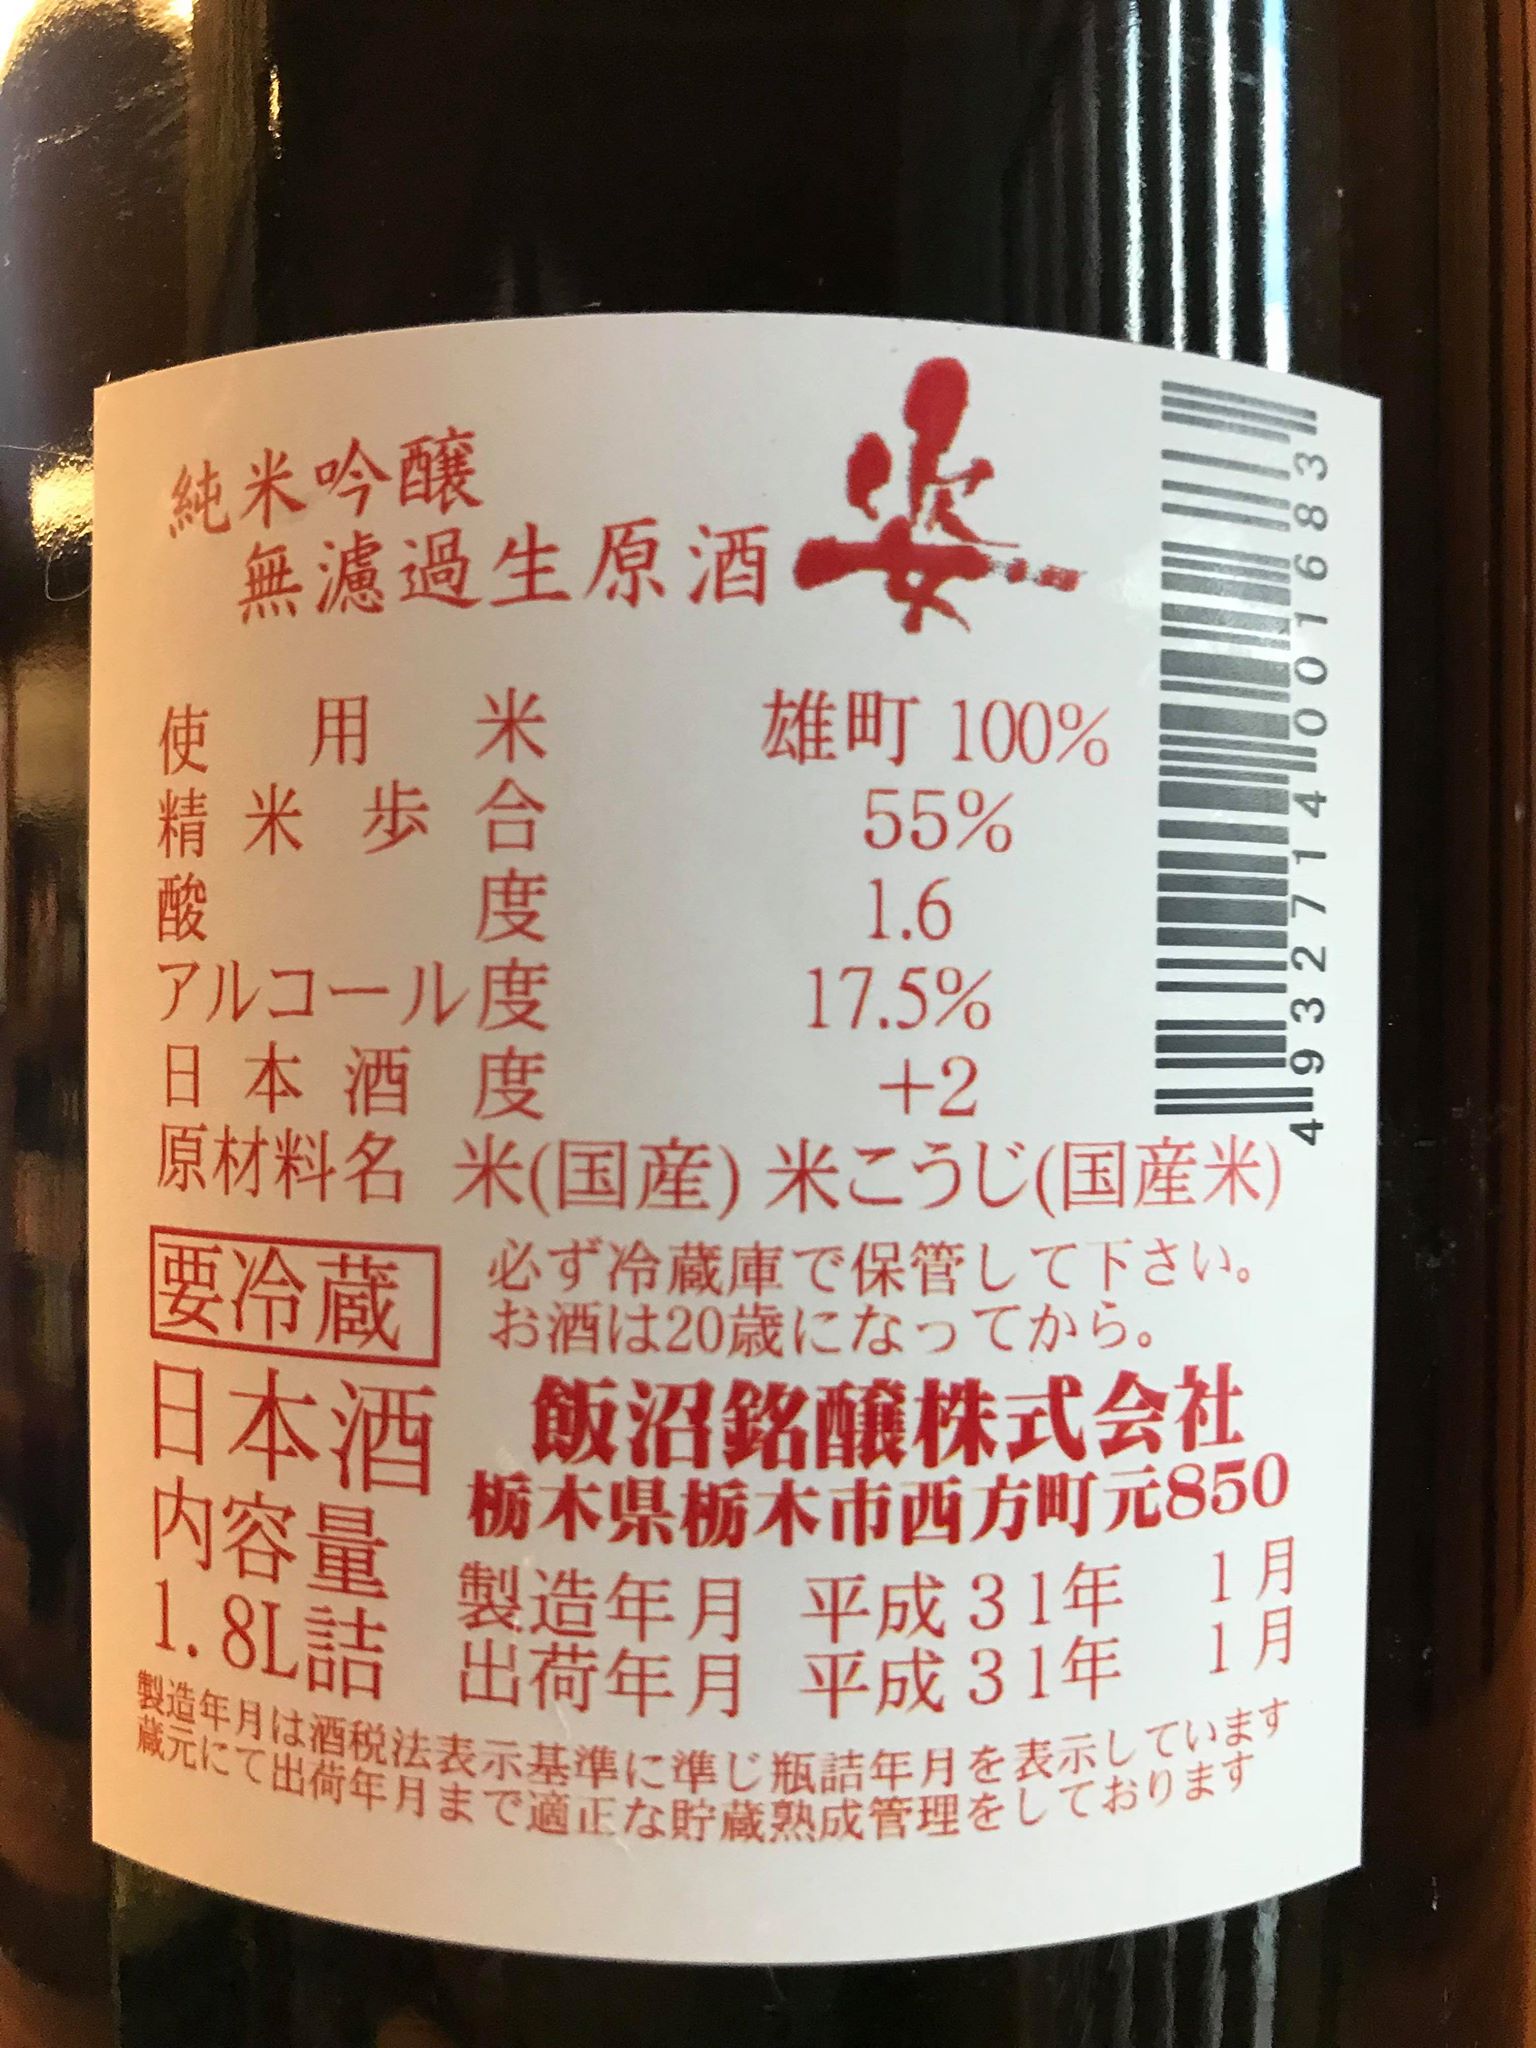 純米吟醸
無濾過生原酒 姿
使用米 雄町 100%
精米歩合 55%
酸度 1.6
アルコール度 17.5%
日本酒度 +2
原材料名 米(国産) 米こうじ(国産米)
要冷蔵 必ず冷蔵庫で保管して下さい。
お酒は20歳になってから。
日本酒 飯沼銘醸株式会社
栃木県栃木市西方町元850
内容量
1.8L詰
製造年月 平成31年 1月
出荷年月 平成31年 1月
製造年月は酒税法表示基準に準じ瓶詰年月を表示しています
蔵元にて出荷年月まで適正な貯蔵熟成管理をしております
4932714001683